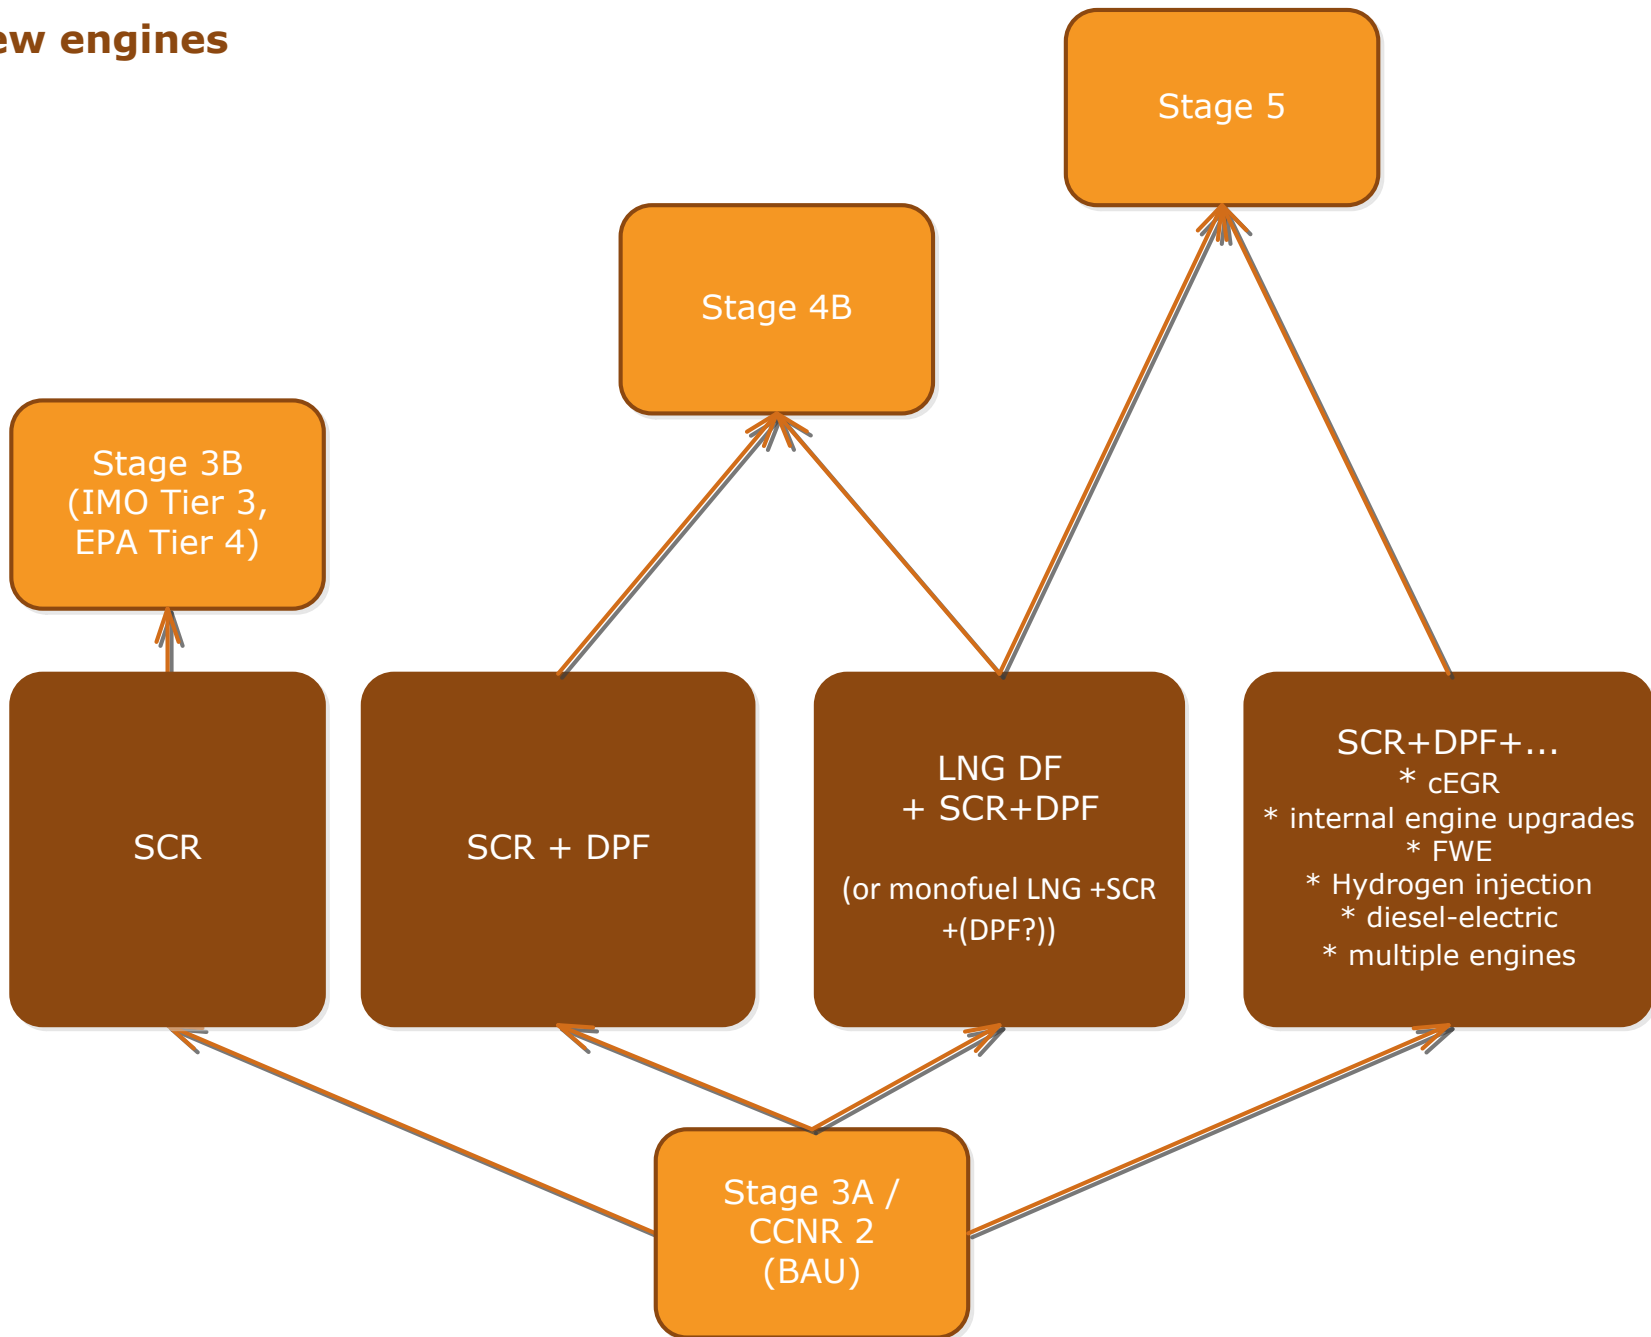 ew engines
Stage 5
Stage 4B
Stage 3B
(IMO Tier 3,
EPA Tier 4)
SCR
SCR + DPF
LNG DF
+ SCR+DPF
(or monofuel LNG +SCR
+(DPF?))
SCR+DPF+...
* cEGR
* internal engine upgrades
* FWE
* Hydrogen injection
* diesel-electric
* multiple engines
Stage 3A /
CCNR 2
(BAU)